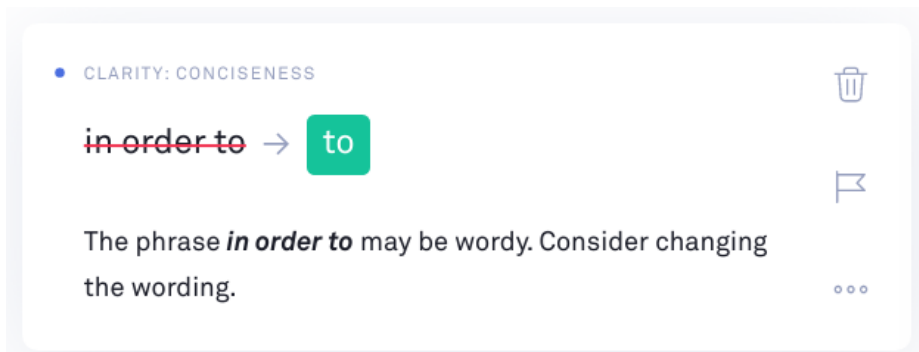 CLARITY: CONCISENESS
in order to → to
The phrase in order to may be wordy. Consider changing
the wording.